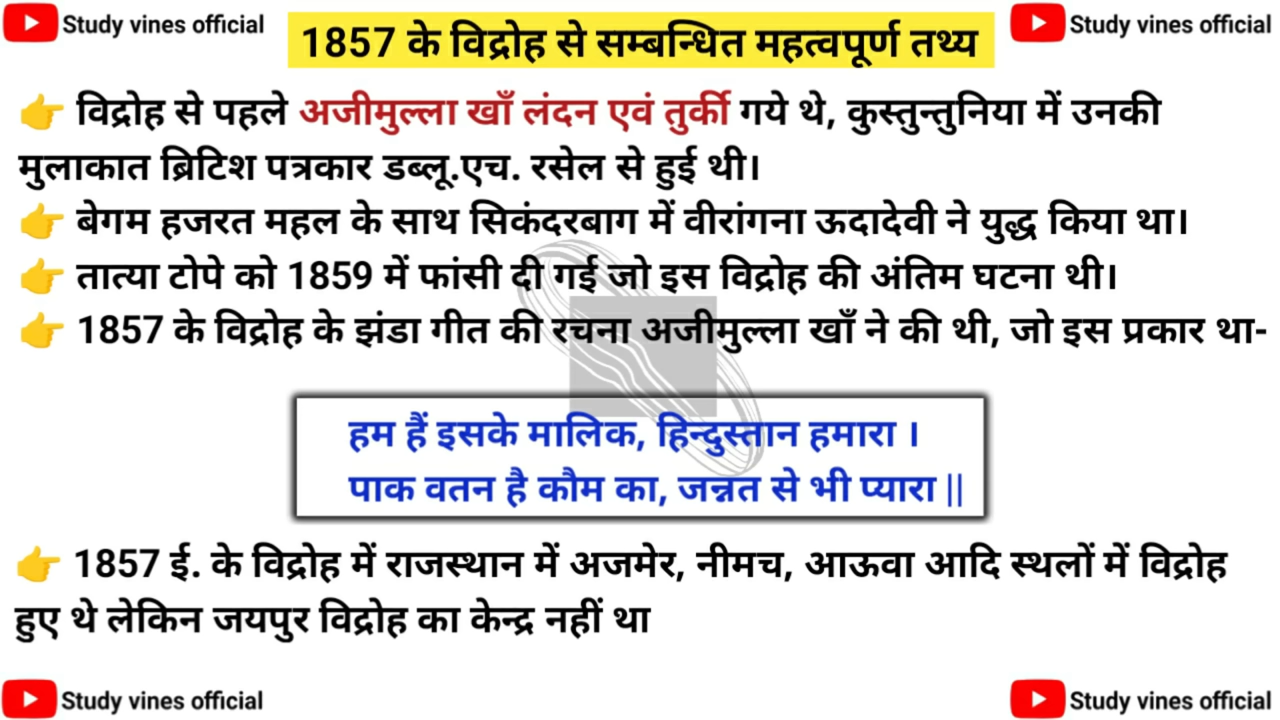 Study vines official
1857 के विद्रोह से सम्बन्धित महत्वपूर्ण तथ्य
Study vines official
👉 विद्रोह से पहले अजीमुल्ला खाँ लंदन एवं तुर्की गये थे, कुस्तुन्तुनिया में उनकी
मुलाकात ब्रिटिश पत्रकार डब्लू.एच. रसेल से हुई थी।
👉 बेगम हजरत महल के साथ सिकंदरबाग में वीरांगना ऊदादेवी ने युद्ध किया था।
👉 तात्या टोपे को 1859 में फांसी दी गई जो इस विद्रोह की अंतिम घटना थी।
👉 1857 के विद्रोह के झंडा गीत की रचना अजीमुल्ला खाँ ने की थी, जो इस प्रकार था-
हम हैं इसके मालिक, हिन्दुस्तान हमारा ।
पाक वतन है कौम का, जन्नत से भी प्यारा ||
👉 1857 ई. के विद्रोह में राजस्थान में अजमेर, नीमच, आऊवा आदि स्थलों में विद्रोह
हुए थे लेकिन जयपुर विद्रोह का केन्द्र नहीं था
Study vines official
Study vines official